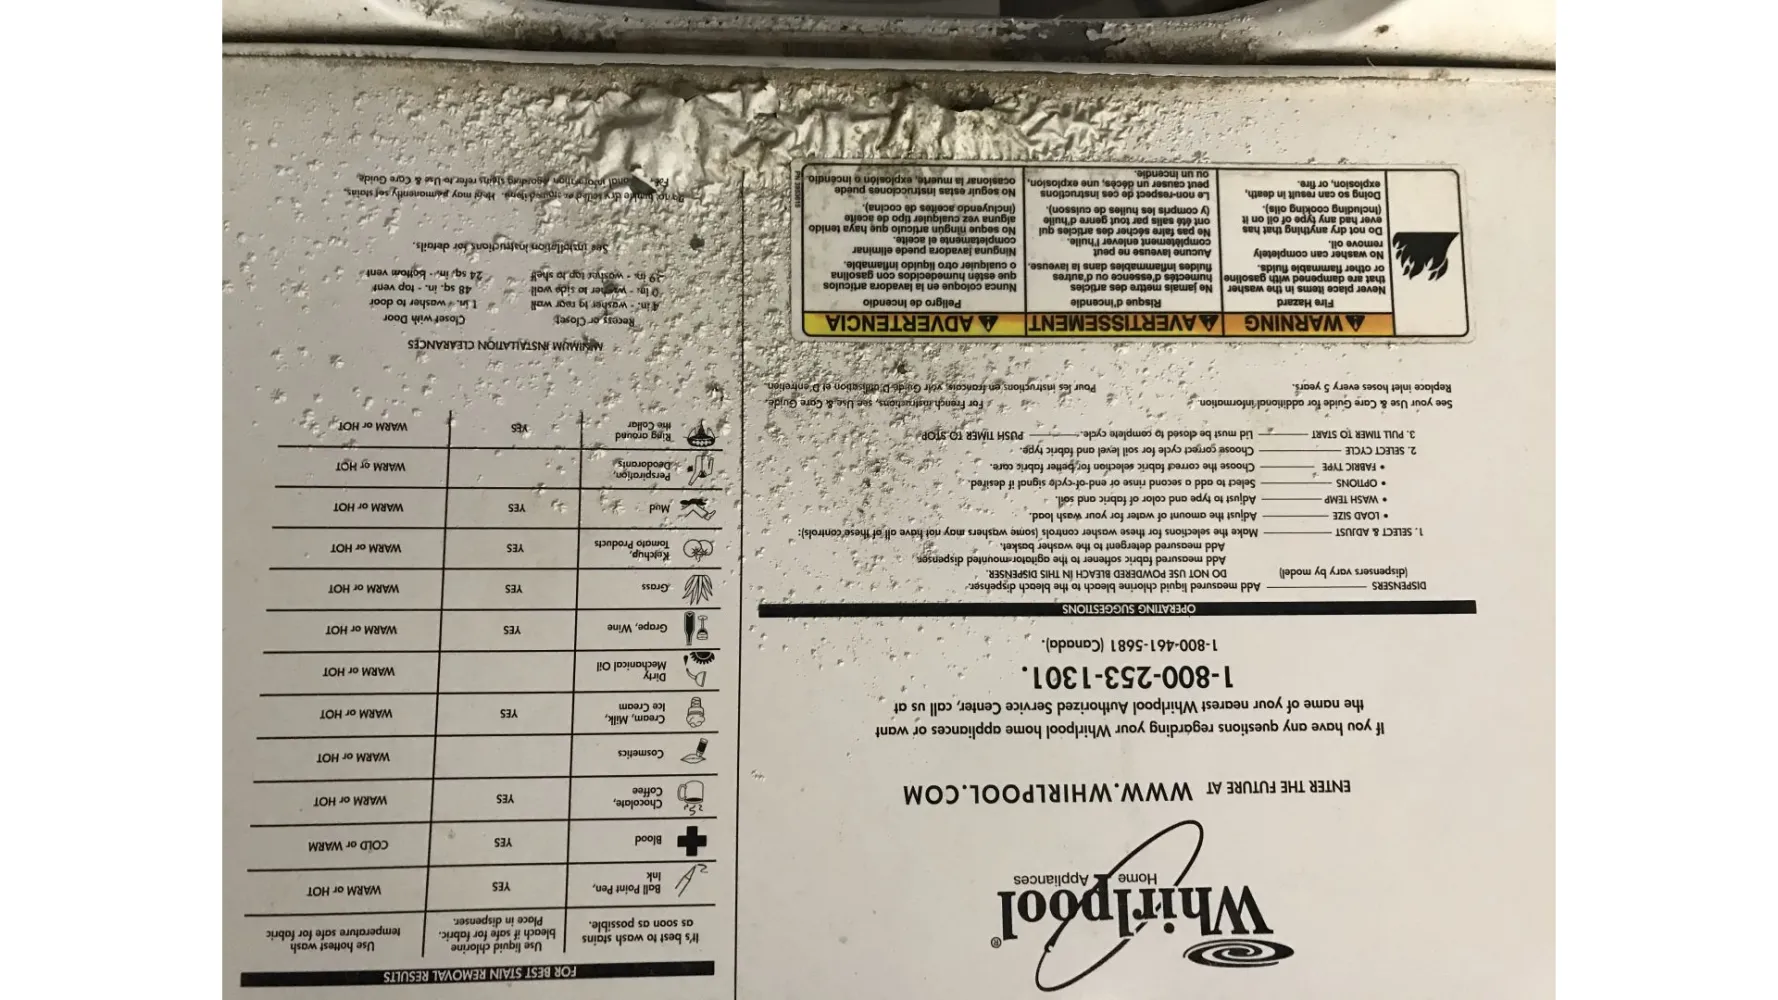 Whirlpool®
Home Appliances
ENTER THE FUTURE AT WWW.WHIRLPOOL.COM
If you have any questions regarding your Whirlpool home appliances or want
the name of your nearest Whirlpool Authorized Service Center, call us at
1-800-253-1301.
1-800-461-5681 (Canada).
OPERATING SUGGESTIONS
DISPENSERS Add measured liquid chlorine bleach to the bleach dispenser.
(dispensers vary by model) DO NOT USE POWDERED BLEACH IN THIS DISPENSER.
Add measured fabric softener to the agitator-mounted dispenser.
Add measured detergent to the washer basket.
1. SELECT & ADJUST Make the selections for these washer controls (some washers may not have all of these controls):
• LOAD SIZE Adjust the amount of water for your wash load.
• WASH TEMP Adjust to type and color of fabric and soil.
• OPTIONS Select to add a second rinse or end-of-cycle signal if desired.
• FABRIC TYPE Choose the correct fabric selection for better fabric care.
2. SELECT CYCLE Choose correct cycle for soil level and fabric type.
3. PULL TIMER TO START Lid must be closed to complete cycle. PUSH TIMER TO STOP
See your Use & Care Guide for additional information For French instructions, see Use & Care Guide.
Replace inlet hoses every 5 years. Pour les instructions en francais, voir Guide D'utilisation et D'entretien.
WARNING
Fire Hazard
Never place items in the washer
that are dampened with gasoline
or other flammable fluids.
No washer can completely
remove oil.
Do not dry anything that has
ever had any type of oil on it
(including cooking oils).
Doing so can result in death,
explosion, or fire.
AVERTISSEMENT
Risque d'incendie
Ne jamais mettre des articles
humectés d'essence ou d'autres
fluides inflammables dans la laveuse.
Aucune laveuse ne peut
complètement enlever l'huile.
Ne pas faire sécher des articles qui
ont été salis par tout genre d'huile
(y compris les huiles de cuisson).
Le non-respect de ces instructions
peut causer un décès, une explosion,
ou un incendie.
ADVERTENCIA
Peligro de Incendio
Nunca coloque en la lavadora artículos
que estén humedecidos con gasolina
o cualquier otro líquido inflamable.
Ninguna lavadora puede eliminar
completamente el aceite.
No seque ningún artículo que haya tenido
alguna vez cualquier tipo de aceite
(incluyendo aceites de cocina).
No seguir estas instrucciones puede
ocasionar la muerte, explosión o incendio.
FOR BEST STAIN REMOVAL RESULTS
It's best to wash stains
as soon as possible.
Use liquid chlorine
bleach if safe for fabric.
Place in dispenser.
Use hottest wash
temperature safe for fabric
Ball Point Pen,
Ink YES WARM or HOT
Blood YES COLD or WARM
Chocolate,
Coffee YES WARM or HOT
Cosmetics WARM or HOT
Cream, Milk,
Ice Cream YES WARM or HOT
Dirty
Mechanical Oil WARM or HOT
Grape, Wine YES WARM or HOT
Grass YES WARM or HOT
Ketchup,
Tomato Products YES WARM or HOT
Mud YES WARM or HOT
Perspiration,
Deodorants WARM or HOT
Ring around
the Collar YES WARM or HOT
MINIMUM INSTALLATION CLEARANCES
Recess or Closet Closet with Door
4 in. - washer to rear wall 1 in. - washer to door
0 in. - washer to side wall 48 sq. in. - top vent
19 in. - washer top to shelf 24 sq. in. - bottom vent
See installation instructions for details.
Do not tumble dry soiled or stained items. Heat may permanently set stains.
information regarding stains refer to Use & Care Guide.